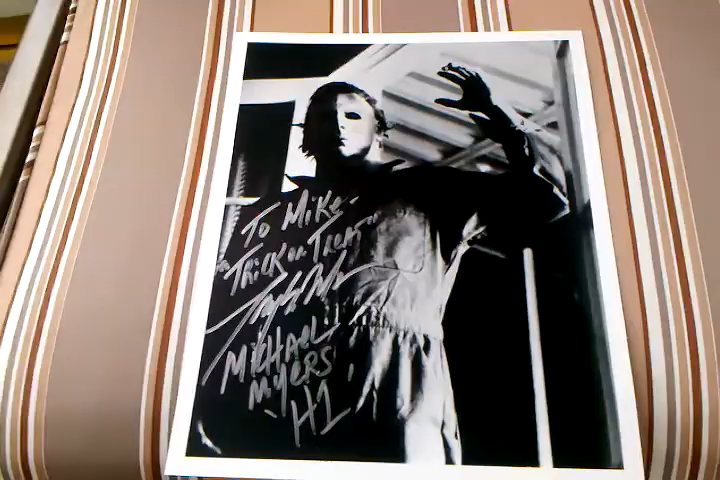 To Mike-
"Trick or Treat"
Michael
Myers
H1